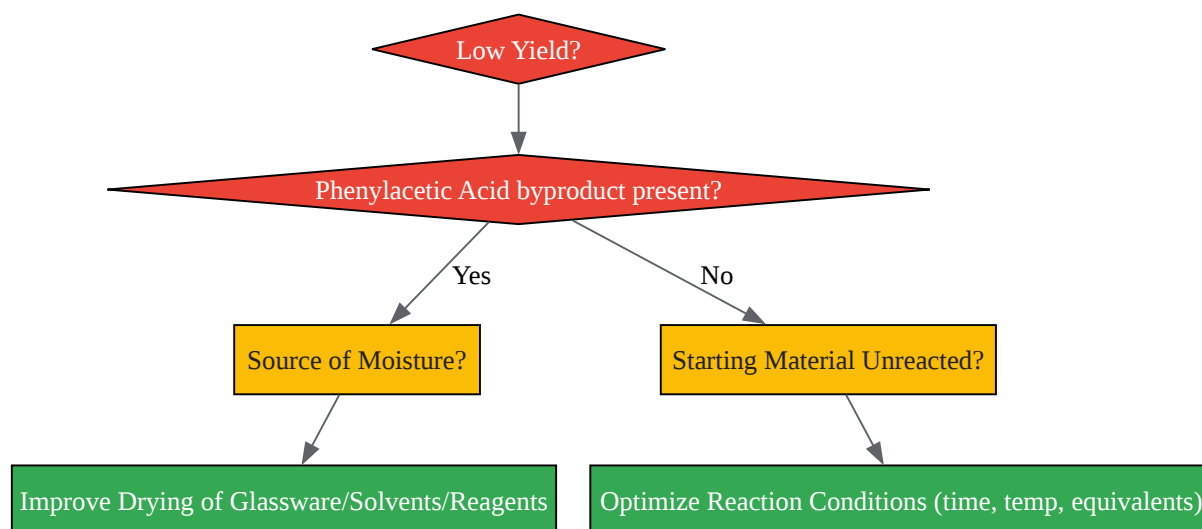 Low Yield?
Phenylacetic Acid byproduct present?
Yes
No
Source of Moisture?
Starting Material Unreacted?
Improve Drying of Glassware/Solvents/Reagents
Optimize Reaction Conditions (time, temp, equivalents)